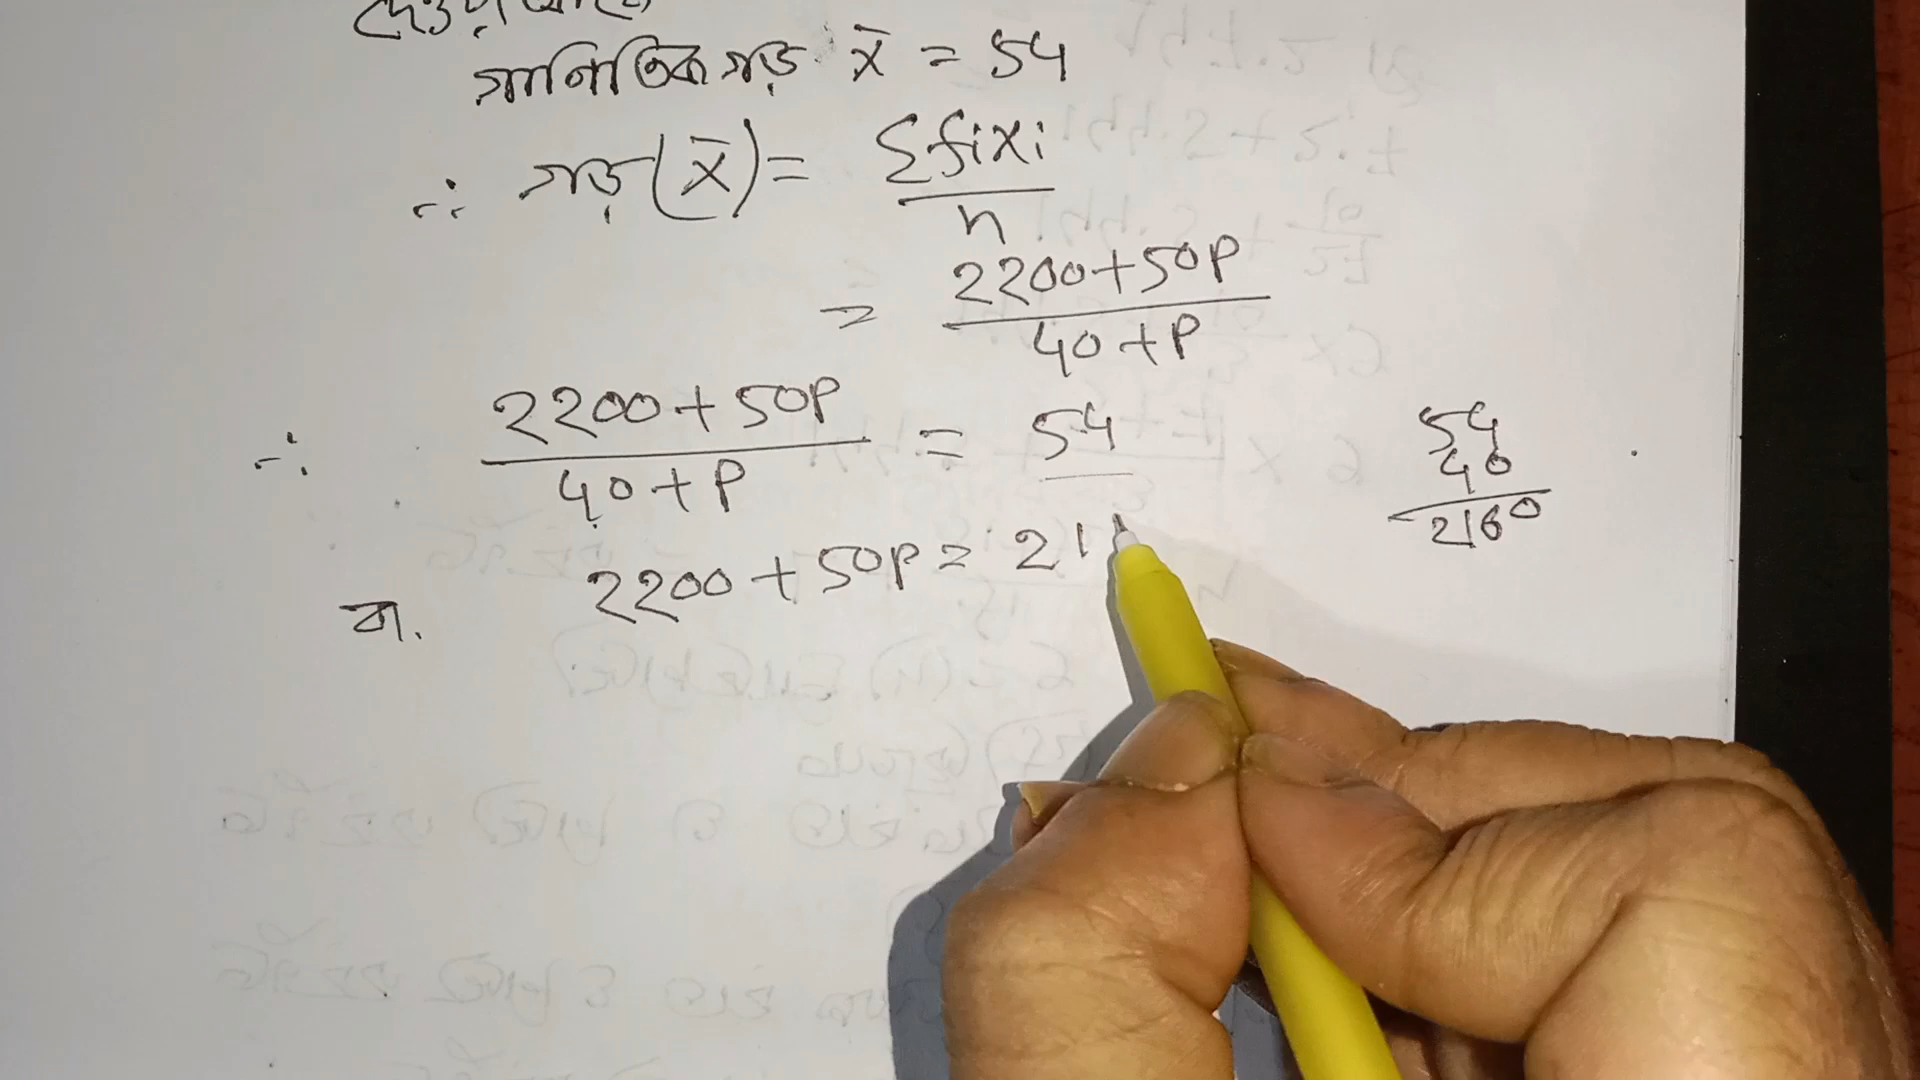 গানিতিক গড় x̄ = 54
∴ গড় (x̄) = Σfixi / n
= 2200+50P / 40+P
∴ 2200+50P / 40+P = 54
54
40
2160
বা. 2200+50P = 21